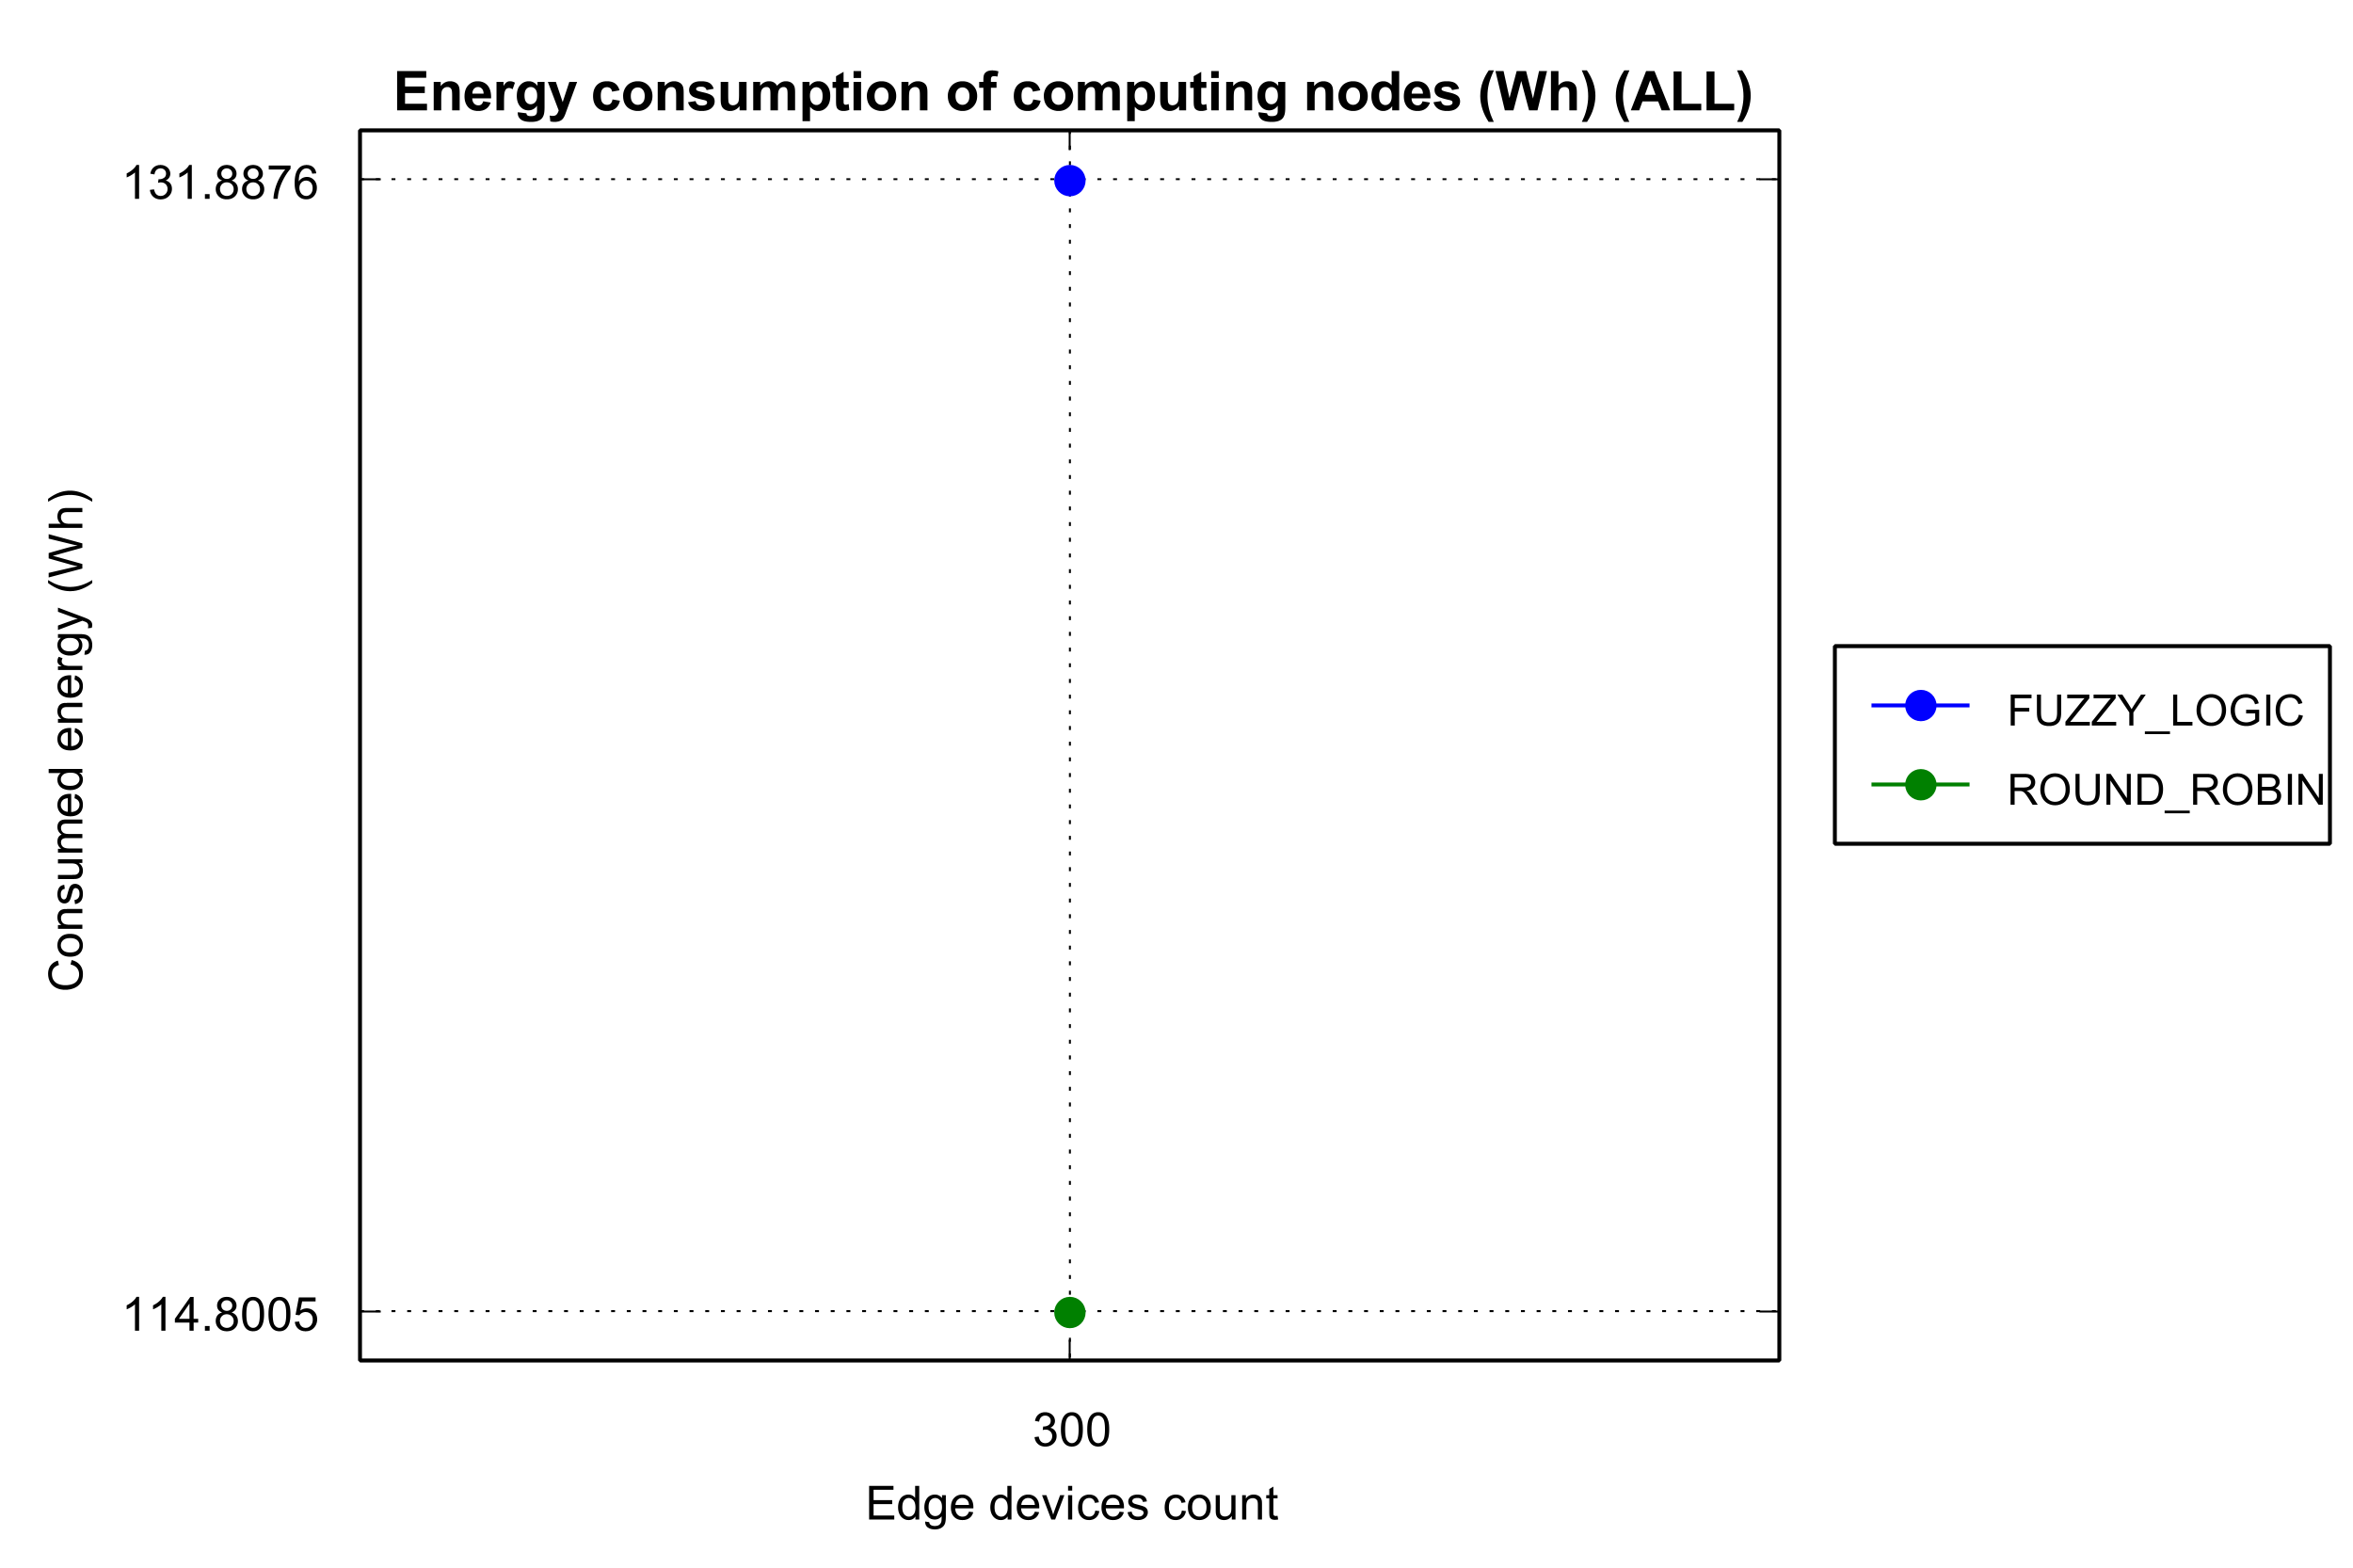 Energy consumption of computing nodes (Wh) (ALL)
131.8876
Consumed energy (Wh)
FUZZY_LOGIC
ROUND_ROBIN
114.8005
300
Edge devices count